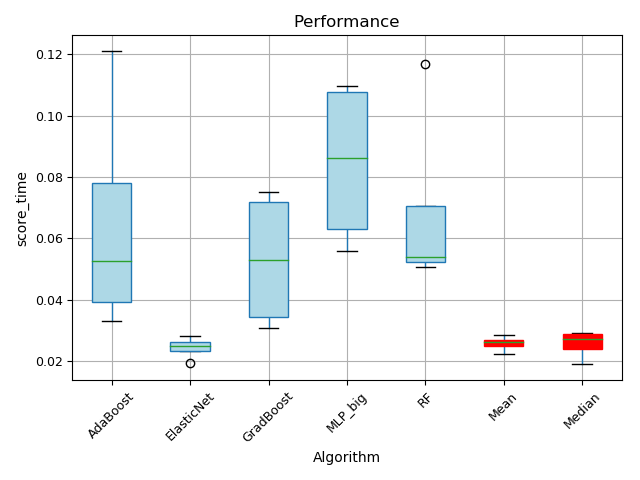 Performance
score_time
0.12
0.10
0.08
0.06
0.04
0.02
AdaBoost
ElasticNet
GradBoost
MLP_big
RF
Mean
Median
Algorithm